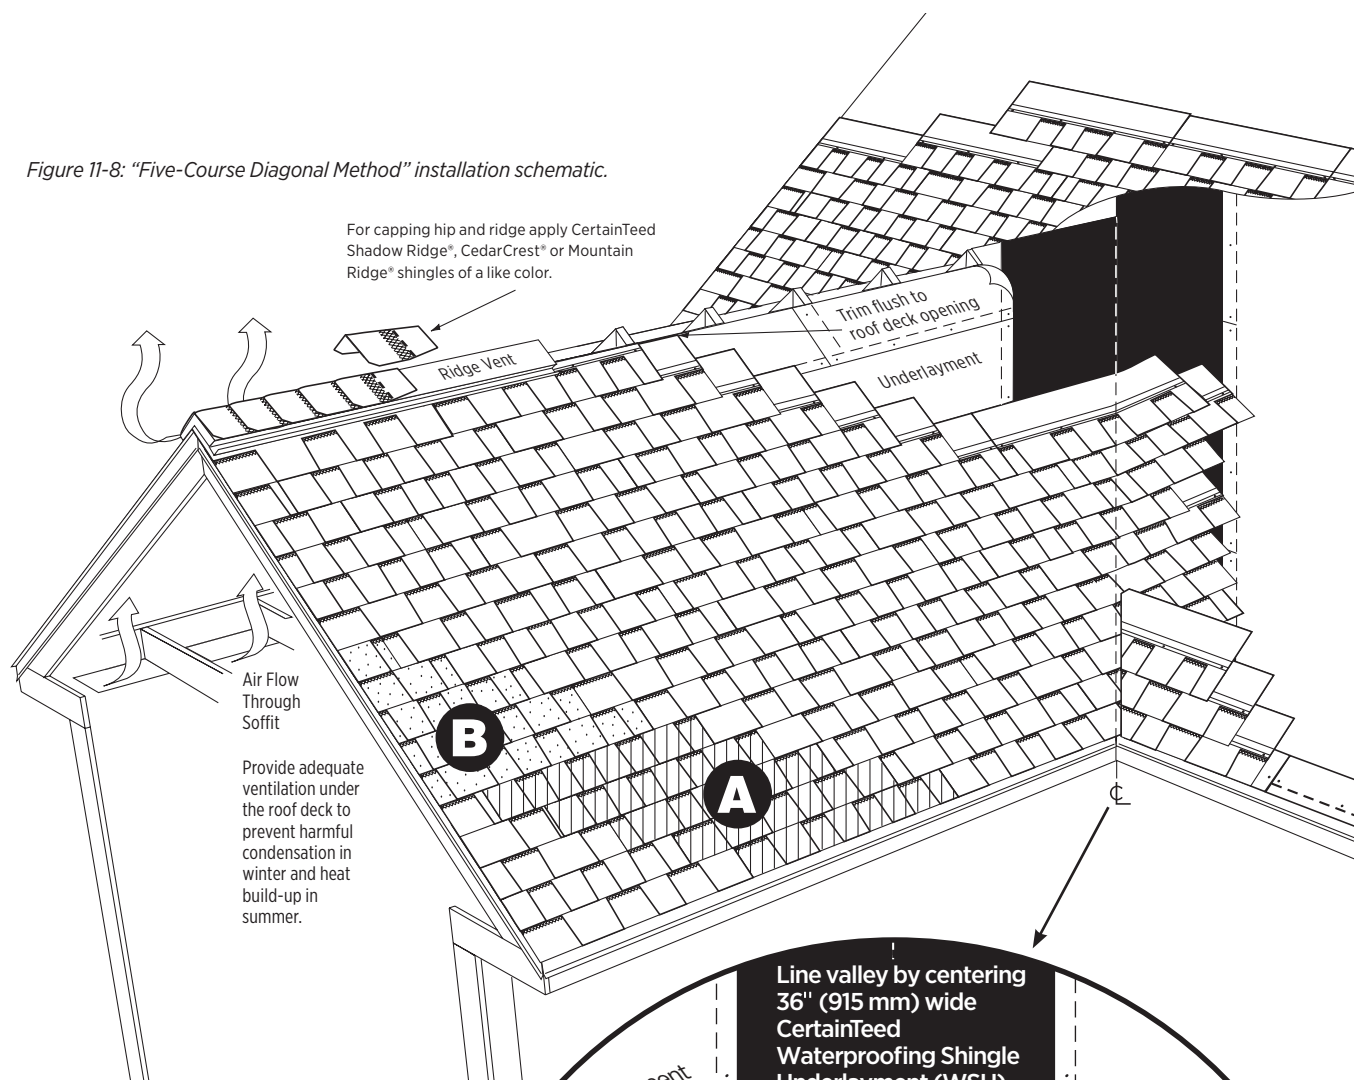 Figure 11-8: “Five-Course Diagonal Method” installation schematic.
For capping hip and ridge apply CertainTeed
Shadow Ridge®, CedarCrest® or Mountain
Ridge® shingles of a like color.
Ridge Vent
Trim flush to
roof deck opening
Underlayment
Air Flow
Through
Soffit
Provide adequate
ventilation under
the roof deck to
prevent harmful
condensation in
winter and heat
build-up in
summer.
B
A
℄
Line valley by centering
36" (915 mm) wide
CertainTeed
Waterproofing Shingle
Underlayment (WSU)